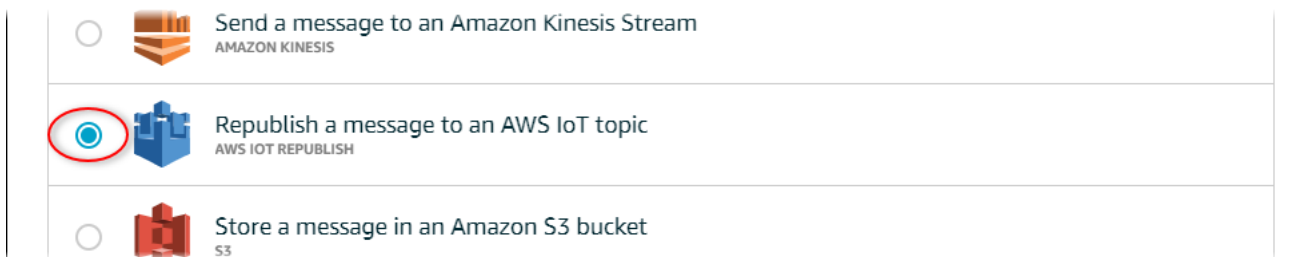 Send a message to an Amazon Kinesis Stream
AMAZON KINESIS
Republish a message to an AWS IoT topic
AWS IOT REPUBLISH
Store a message in an Amazon S3 bucket
S3